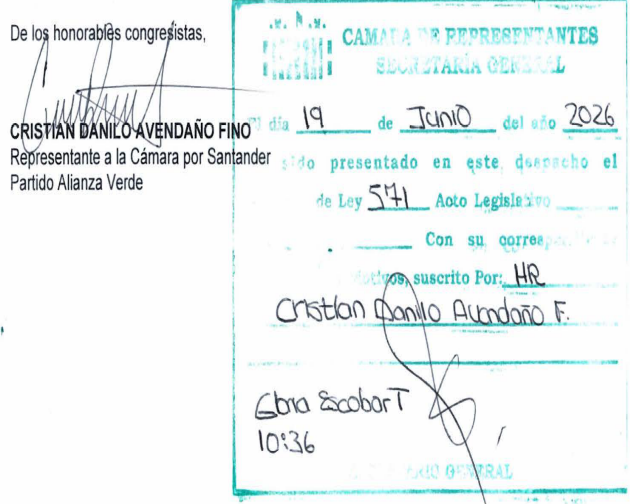 De los honorables congresistas,
CRISTIAN DANILO AVENDAÑO FINO
Representante a la Cámara por Santander
Partido Alianza Verde
CAMARA DE REPRESENTANTES
SECRETARÍA GENERAL
El día 19 de Junio del año 2026
sido presentado en este despacho el
de Ley 571 Acto Legislativo
Con su
suscrito Por: HR
Cristian Danilo Avendaño F.
Escobar T
10:36
GENERAL